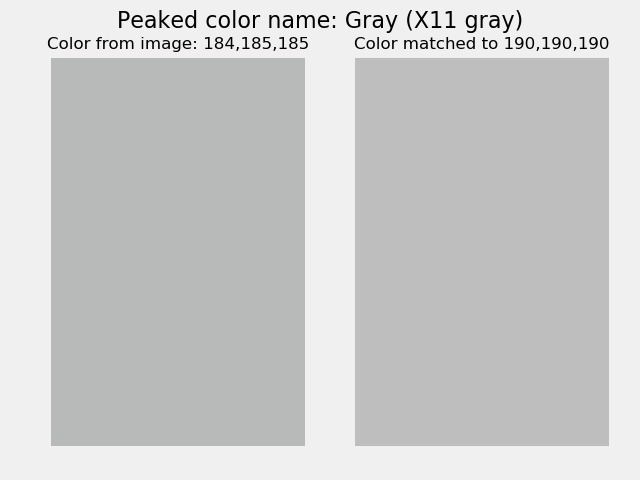 Peaked color name: Gray (X11 gray)
Color from image: 184,185,185
Color matched to 190,190,190